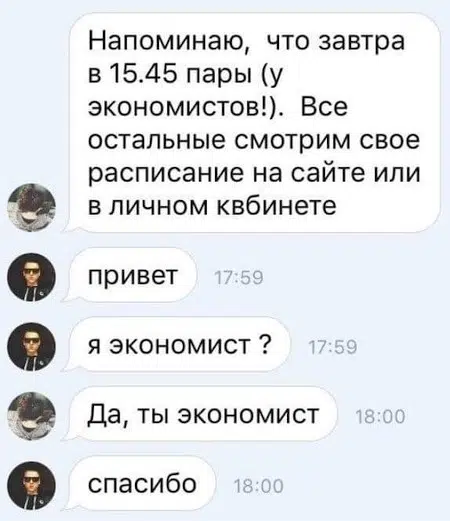 Напоминаю,  что завтра
в 15.45 пары (у
экономистов!).  Все
остальные смотрим свое
расписание на сайте или
в личном квбинете
привет 17:59
я экономист ? 17:59
Да, ты экономист 18:00
спасибо 18:00